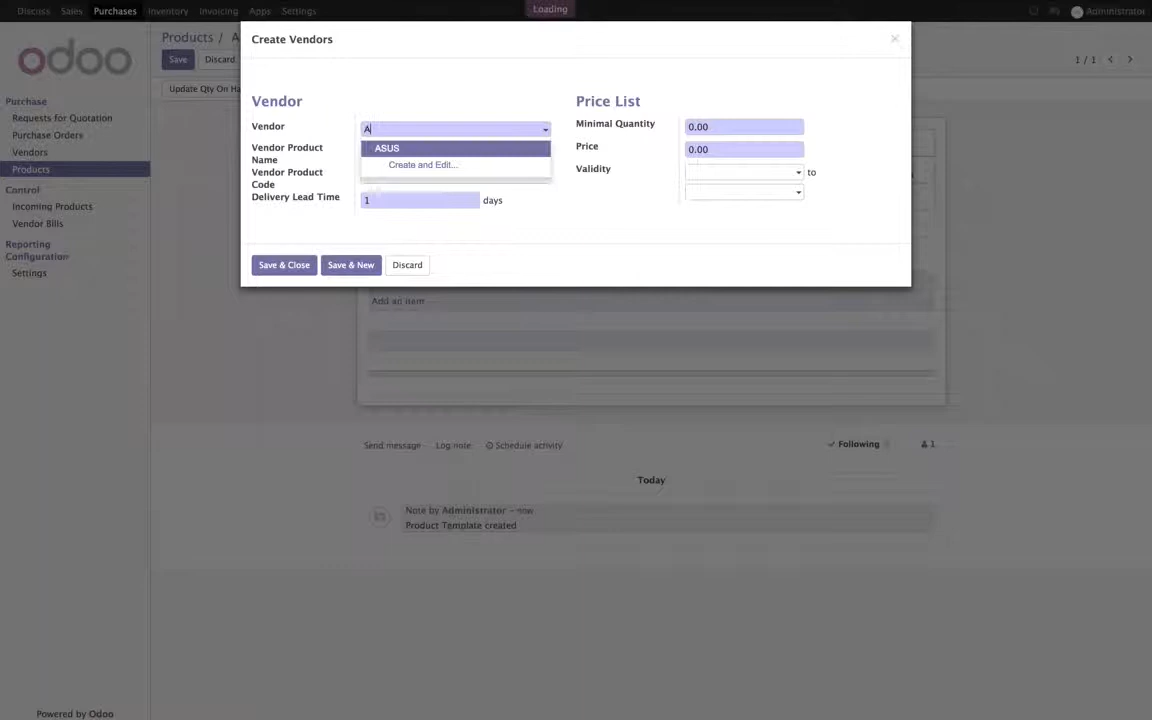 Discuss Sales Purchases Inventory Invoicing Apps Settings Loading Administrator
odoo
Products / A
Save Discard
1 / 1
Update Qty On Ha
Purchase
Requests for Quotation
Purchase Orders
Vendors
Products
Control
Incoming Products
Vendor Bills
Reporting
Configuration
Settings
Create Vendors ×
Vendor
Vendor A
ASUS
Create and Edit...
Vendor Product Name
Vendor Product Code
Delivery Lead Time 1 days
Price List
Minimal Quantity 0.00
Price 0.00
Validity to
Save & Close Save & New Discard
Add an item
Send message Log note Schedule activity Following 1
Today
Note by Administrator – now
Product Template created
Powered by Odoo